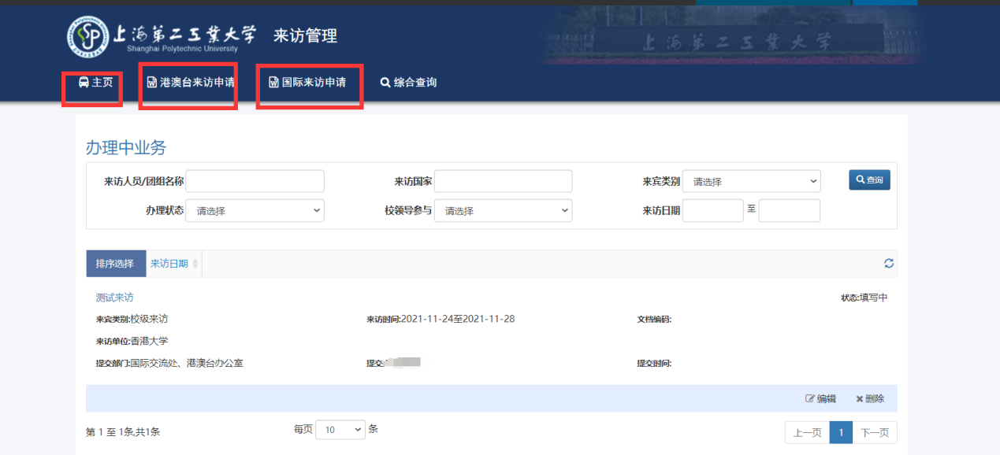 上海第二工业大学 来访管理
Shanghai Polytechnic University
上海第二工业大学
主页 港澳台来访申请 国际来访申请 综合查询
办理中业务
来访人员/团组名称 来访国家 来宾类别 请选择 查询
办理状态 请选择 校领导参与 请选择 来访日期 至
排序选择 来访日期
测试来访 状态:填写中
来宾类别:校级来访 来访时间:2021-11-24至2021-11-28 文档编码:
来访单位:香港大学
提交部门:国际交流处、港澳台办公室 提交 提交时间:
编辑 删除
第 1 至 1条,共1条 每页 10 条 上一页 1 下一页